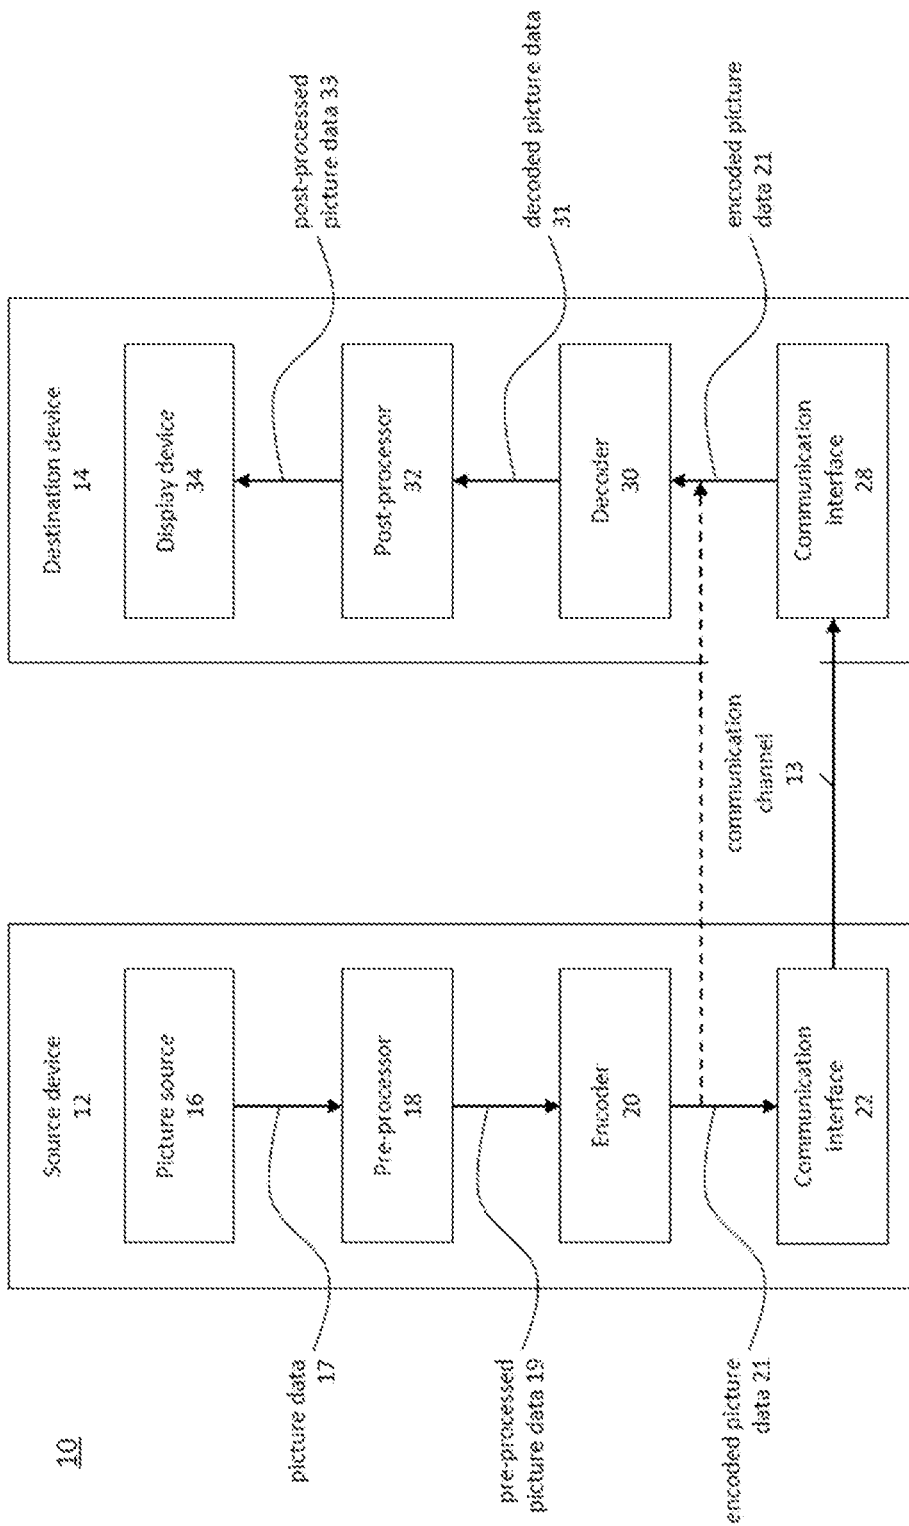 10
Source device
12
Picture source
16
picture data
17
Pre-processor
18
pre-processed
picture data 19
Encoder
20
encoded picture
data 21
Communication
interface
22
communication
channel
13
Destination device
14
Display device
34
post-processed
picture data 33
Post-processor
32
decoded picture data
31
Decoder
30
encoded picture
data 21
Communication
interface
28